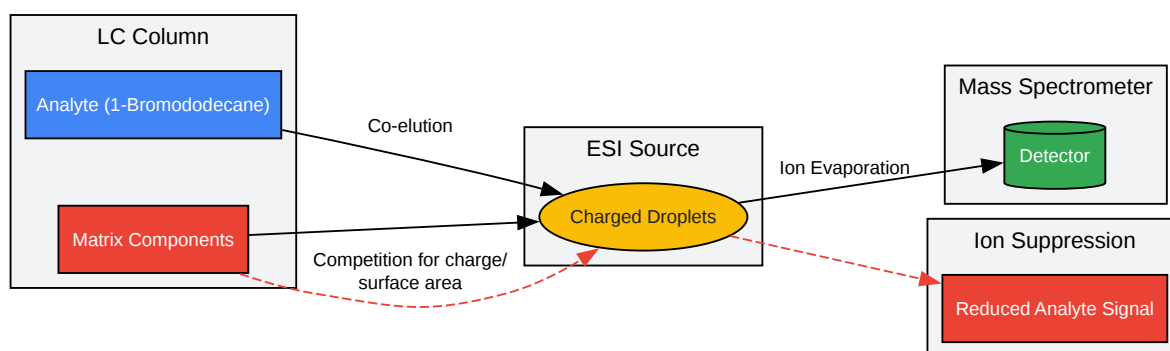 LC Column
Analyte (1-Bromododecane)
Matrix Components
Co-elution
Competition for charge/
surface area
ESI Source
Charged Droplets
Ion Evaporation
Mass Spectrometer
Detector
Ion Suppression
Reduced Analyte Signal